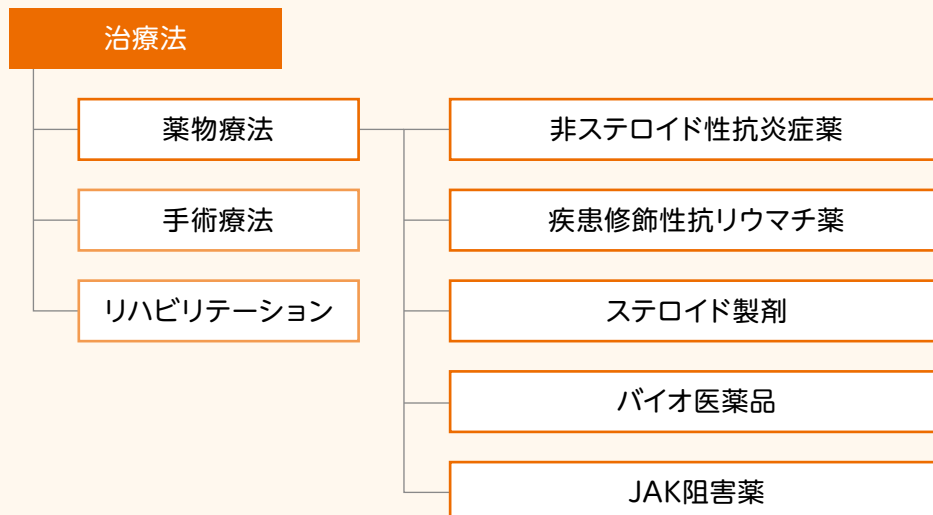 治療法
薬物療法
手術療法
リハビリテーション
非ステロイド性抗炎症薬
疾患修飾性抗リウマチ薬
ステロイド製剤
バイオ医薬品
JAK阻害薬